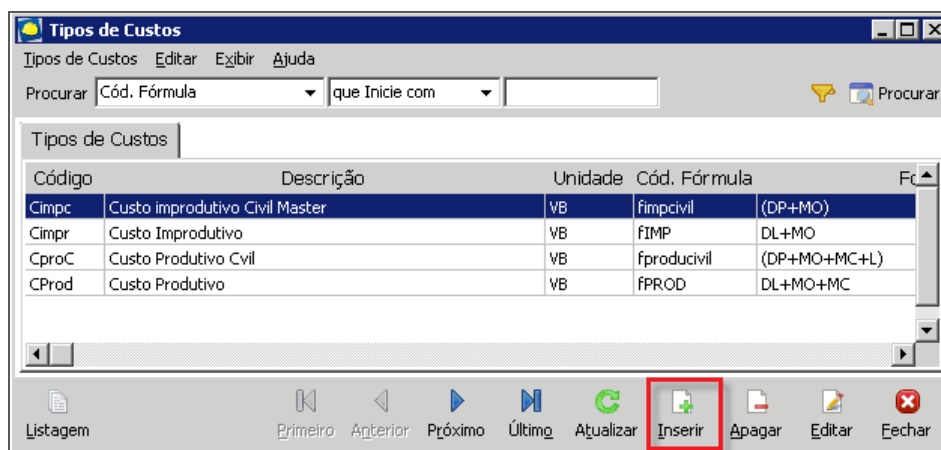 Tipos de Custos
Tipos de Custos Editar Exibir Ajuda
Procurar Cód. Fórmula que Inicie com Procurar
Tipos de Custos
Código Descrição Unidade Cód. Fórmula
Cimpc Custo improdutivo Civil Master VB fimpcivil (DP+MO)
Cimpr Custo Improdutivo VB fIMP DL+MO
CproC Custo Produtivo Cvil VB fproducivil (DP+MO+MC+L)
CProd Custo Produtivo VB fPROD DL+MO+MC
Listagem Primeiro Anterior Próximo Último Atualizar Inserir Apagar Editar Fechar